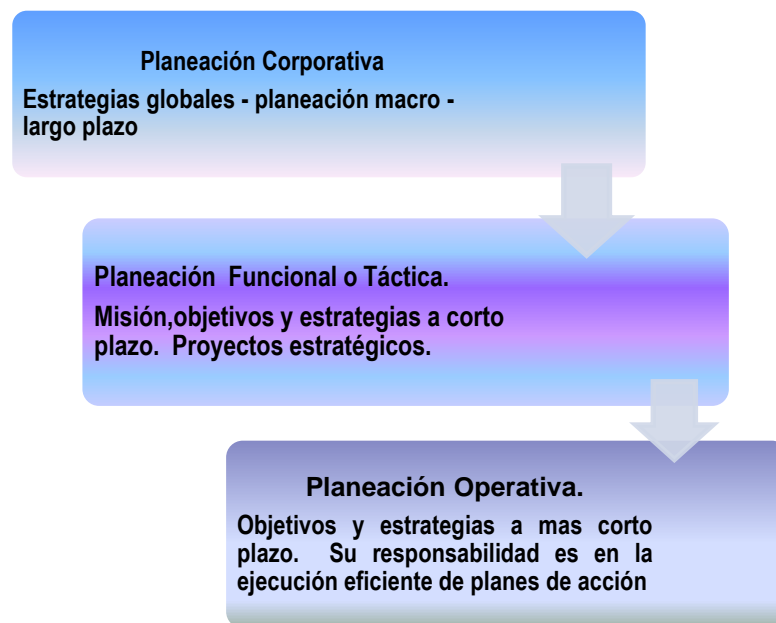 Planeación Corporativa
Estrategias globales - planeación macro -
largo plazo
Planeación Funcional o Táctica.
Misión,objetivos y estrategias a corto
plazo. Proyectos estratégicos.
Planeación Operativa.
Objetivos y estrategias a mas corto
plazo. Su responsabilidad es en la
ejecución eficiente de planes de acción